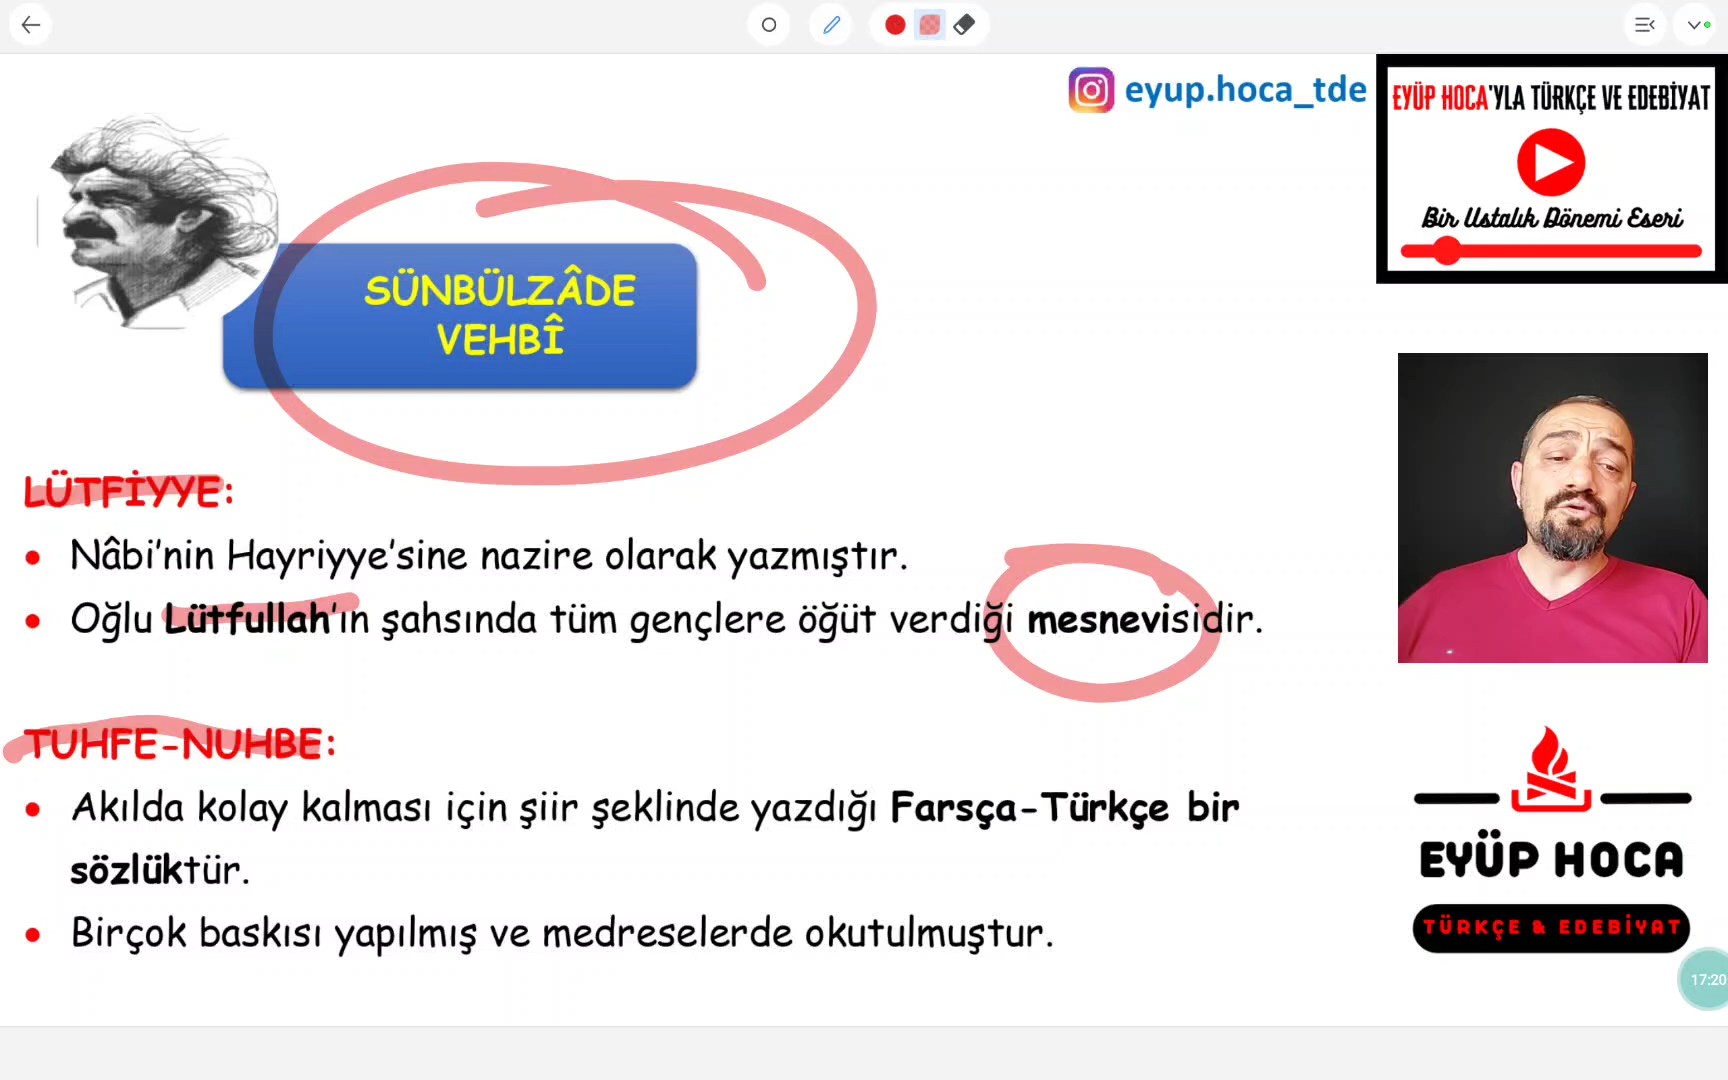 eyup.hoca_tde
EYÜP HOCA'YLA TÜRKÇE VE EDEBİYAT
Bir Ustalık Dönemi Eseri
SÜNBÜLZÂDE
VEHBÎ
LÜTFİYYE:
• Nâbi'nin Hayriyye'sine nazire olarak yazmıştır.
• Oğlu Lütfullah'ın şahsında tüm gençlere öğüt verdiği mesnevisidir.
TUHFE-NUHBE:
• Akılda kolay kalması için şiir şeklinde yazdığı Farsça-Türkçe bir
sözlüktür.
• Birçok baskısı yapılmış ve medreselerde okutulmuştur.
EYÜP HOCA
TÜRKÇE & EDEBİYAT
17:20